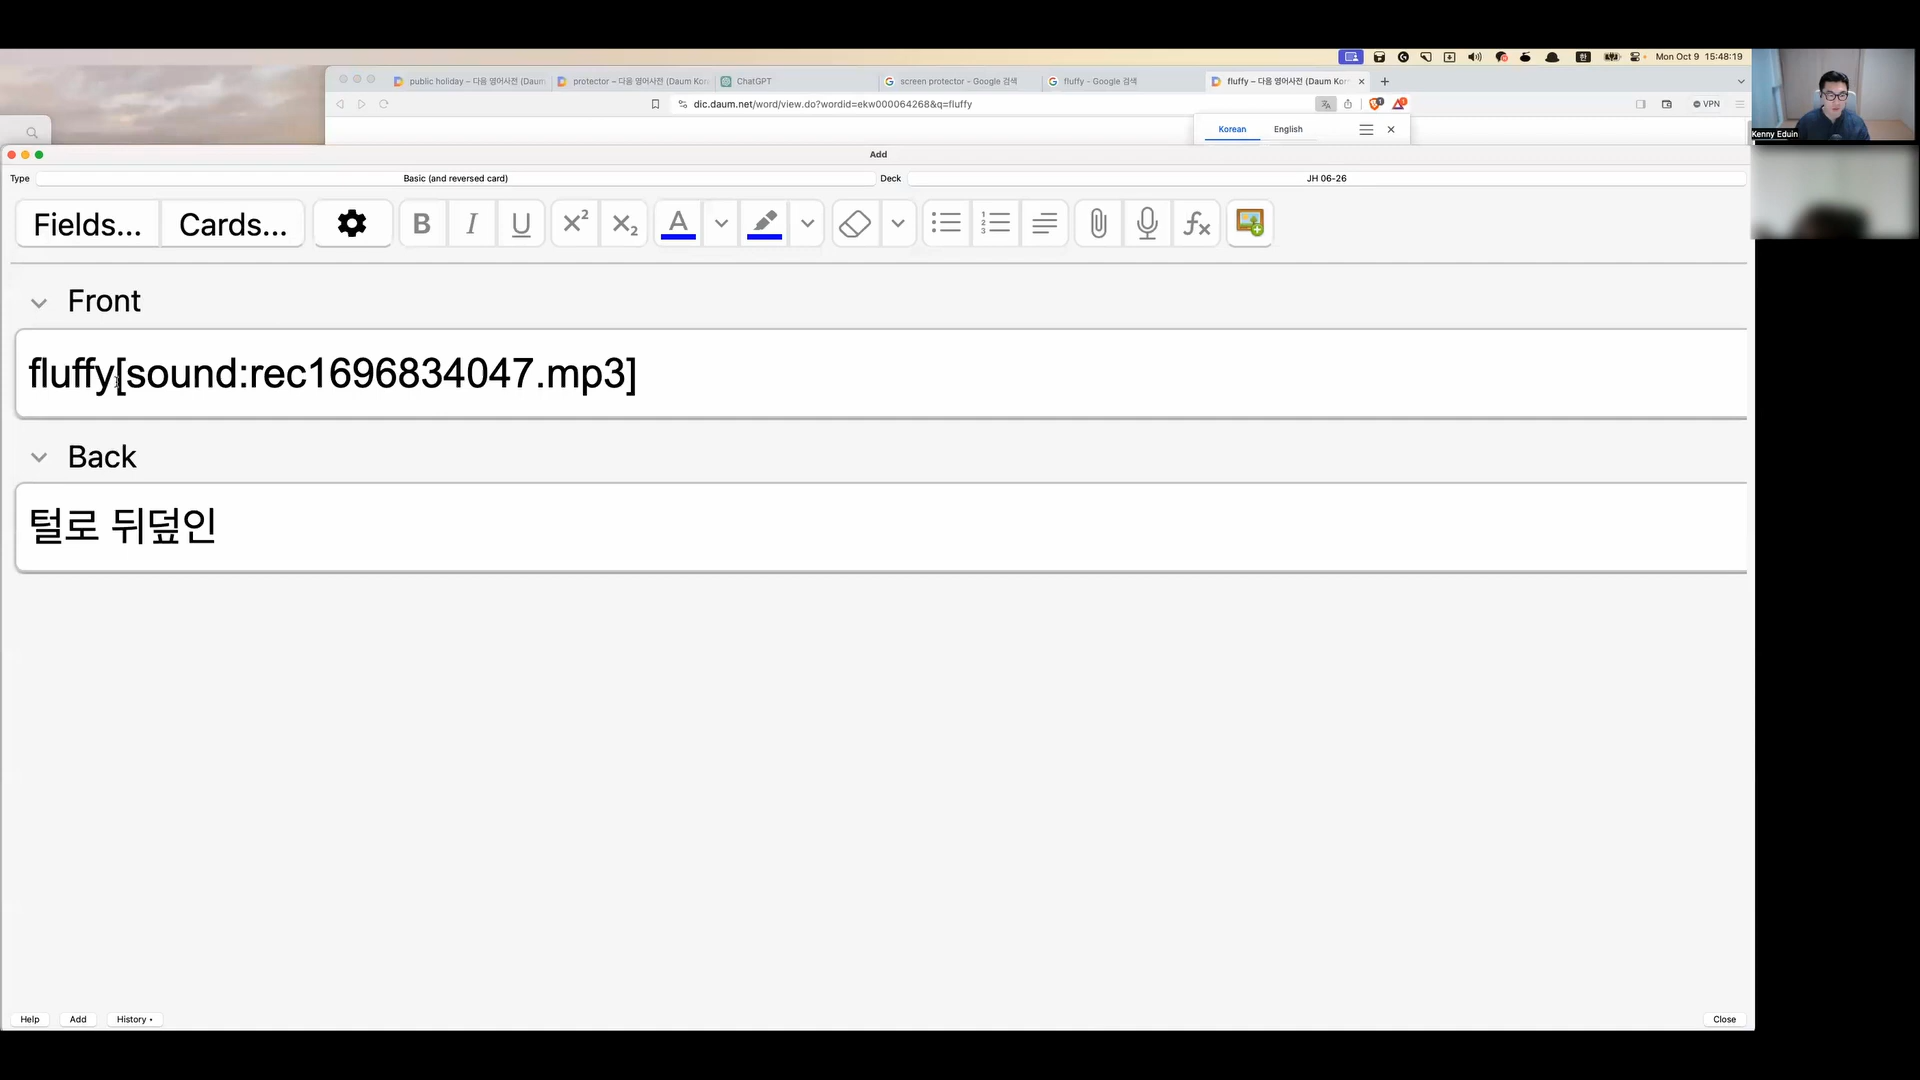 Mon Oct 9 15:48:19
public holiday – 다음 영어사전 (Daum
protector – 다음 영어사전 (Daum Kor
ChatGPT
screen protector - Google 검색
fluffy - Google 검색
fluffy – 다음 영어사전 (Daum Kor
dic.daum.net/word/view.do?wordid=ekw000064268&q=fluffy
VPN
Korean English
Kenny Eduin
Add
Type Basic (and reversed card) Deck JH 06-26
Fields... Cards...
Front
fluffy[sound:rec1696834047.mp3]
Back
털로 뒤덮인
Help Add History Close